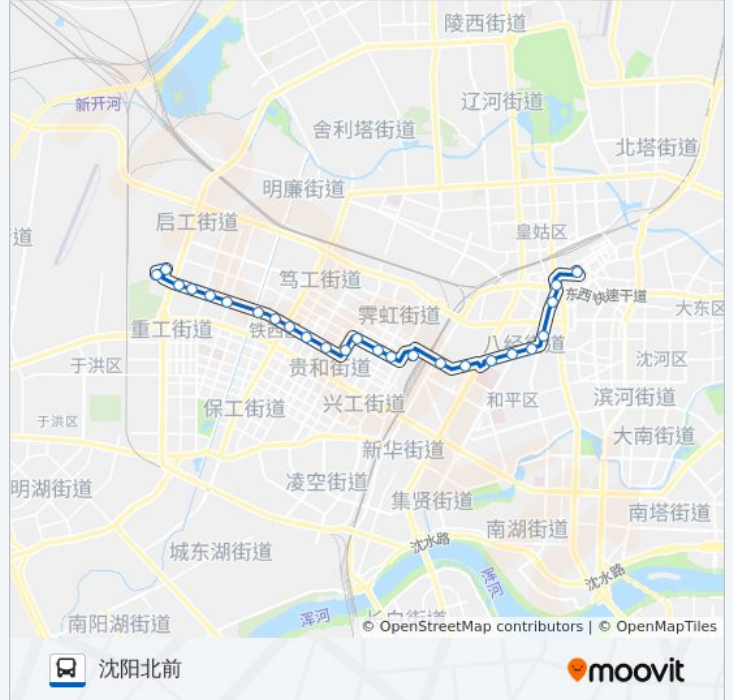 陵西街道
辽河街道
新开河
舍利塔街道
北塔街道
明廉街道
启工街道
皇姑区
街道
笃工街道
东西快速干道
大东区
霁虹街道
重工街道
铁西区
八经街道
沈河区
于洪区
贵和街道
保工街道
兴工街道
和平区
滨河街道
于洪区
大南街道
新华街道
明湖街道
凌空街道
集贤街道
南塔街道
南湖街道
沈水路
城东湖街道
沈水路
浑河
南阳湖街道
长白街道
© OpenStreetMap contributors | © OpenMapTiles
沈阳北前
moovit